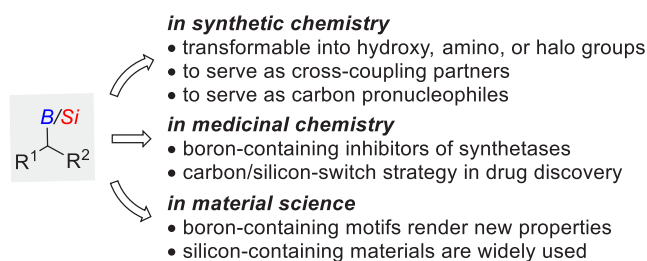 in synthetic chemistry
• transformable into hydroxy, amino, or halo groups
• to serve as cross-coupling partners
• to serve as carbon pronucleophiles
B/Si
R¹ R²
in medicinal chemistry
• boron-containing inhibitors of synthetases
• carbon/silicon-switch strategy in drug discovery
in material science
• boron-containing motifs render new properties
• silicon-containing materials are widely used